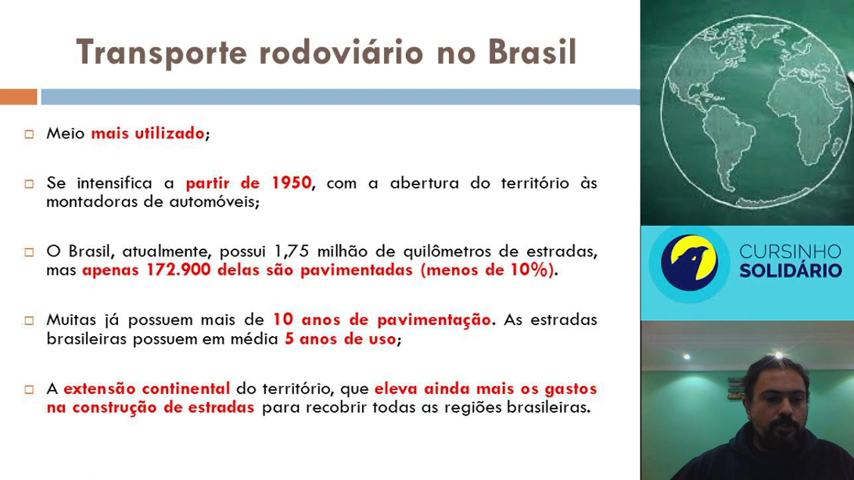 Transporte rodoviário no Brasil
Meio mais utilizado;
Se intensifica a partir de 1950, com a abertura do território às
montadoras de automóveis;
O Brasil, atualmente, possui 1,75 milhão de quilômetros de estradas,
mas apenas 172.900 delas são pavimentadas (menos de 10%).
Muitas já possuem mais de 10 anos de pavimentação. As estradas
brasileiras possuem em média 5 anos de uso;
A extensão continental do território, que eleva ainda mais os gastos
na construção de estradas para recobrir todas as regiões brasileiras.
CURSINHO
SOLIDÁRIO